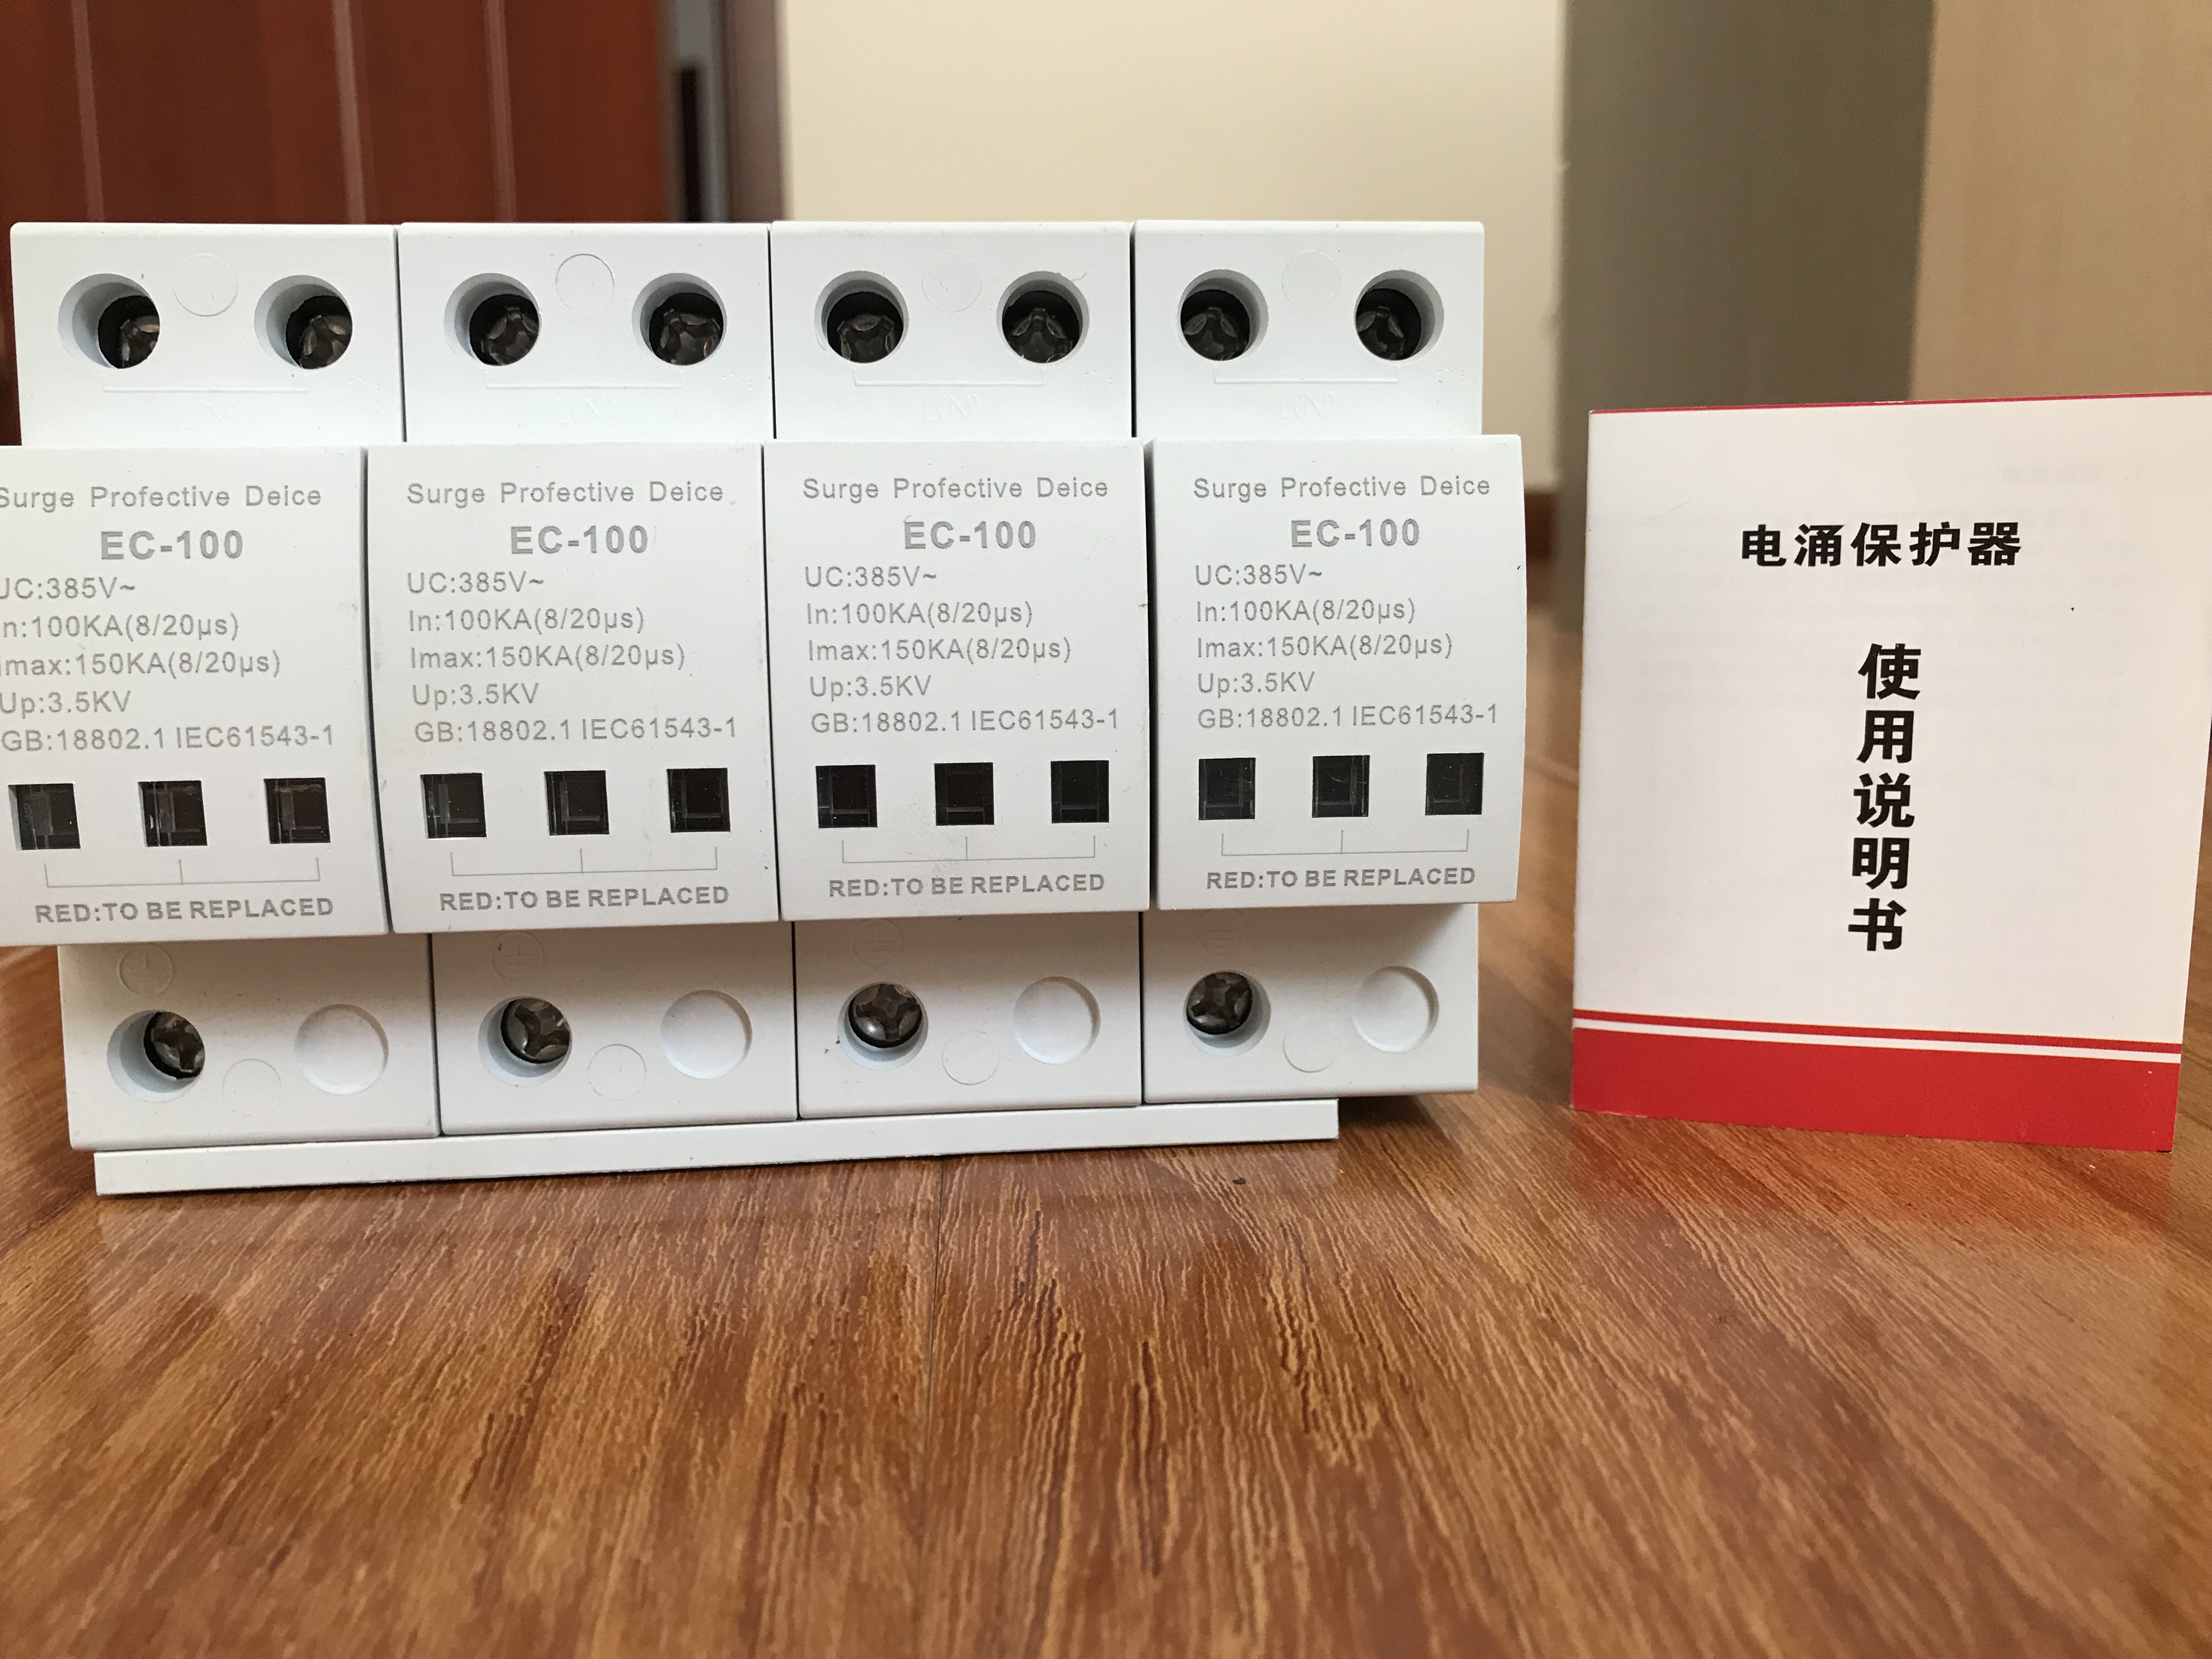 Surge Profective Deice
EC-100
UC:385V~
In:100KA(8/20μs)
Imax:150KA(8/20μs)
Up:3.5KV
GB:18802.1 IEC61543-1
RED:TO BE REPLACED
Surge Profective Deice
EC-100
UC:385V~
In:100KA(8/20μs)
Imax:150KA(8/20μs)
Up:3.5KV
GB:18802.1 IEC61543-1
RED:TO BE REPLACED
Surge Profective Deice
EC-100
UC:385V~
In:100KA(8/20μs)
Imax:150KA(8/20μs)
Up:3.5KV
GB:18802.1 IEC61543-1
RED:TO BE REPLACED
Surge Profective Deice
EC-100
UC:385V~
In:100KA(8/20μs)
Imax:150KA(8/20μs)
Up:3.5KV
GB:18802.1 IEC61543-1
RED:TO BE REPLACED
电涌保护器
使用说明书